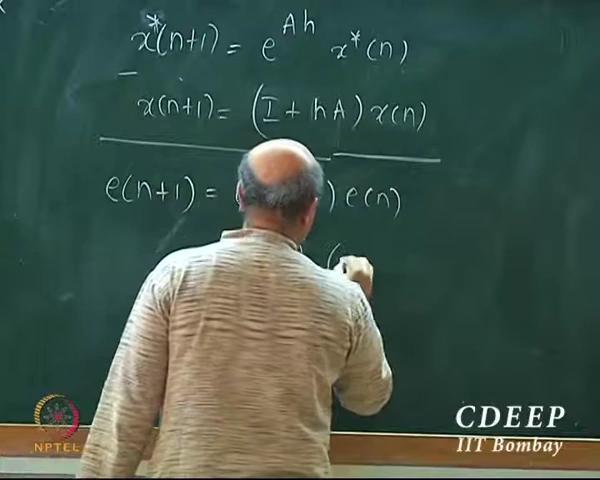 x*(n+1) = e^{Ah} x*(n)
x(n+1) = (I + hA) x(n)
e(n+1) = ( ) e(n)
(
NPTEL
CDEEP
IIT Bombay